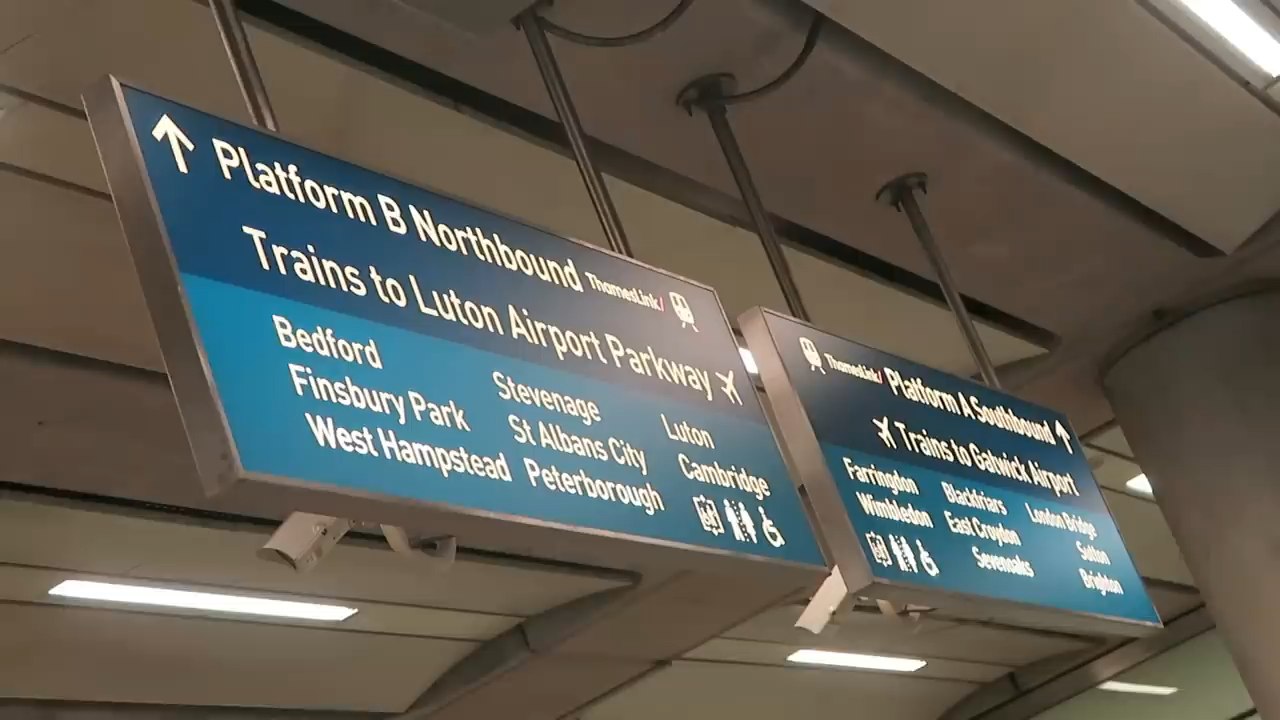 Platform B Northbound ThamesLink/
Trains to Luton Airport Parkway
Bedford
Finsbury Park
West Hampstead
Stevenage
St Albans City
Peterborough
Luton
Cambridge
ThamesLink/ Platform A Southbound
Trains to Gatwick Airport
Farringdon
Wimbledon
Blackfriars
East Croydon
Sevenoaks
London Bridge
Sutton
Brighton